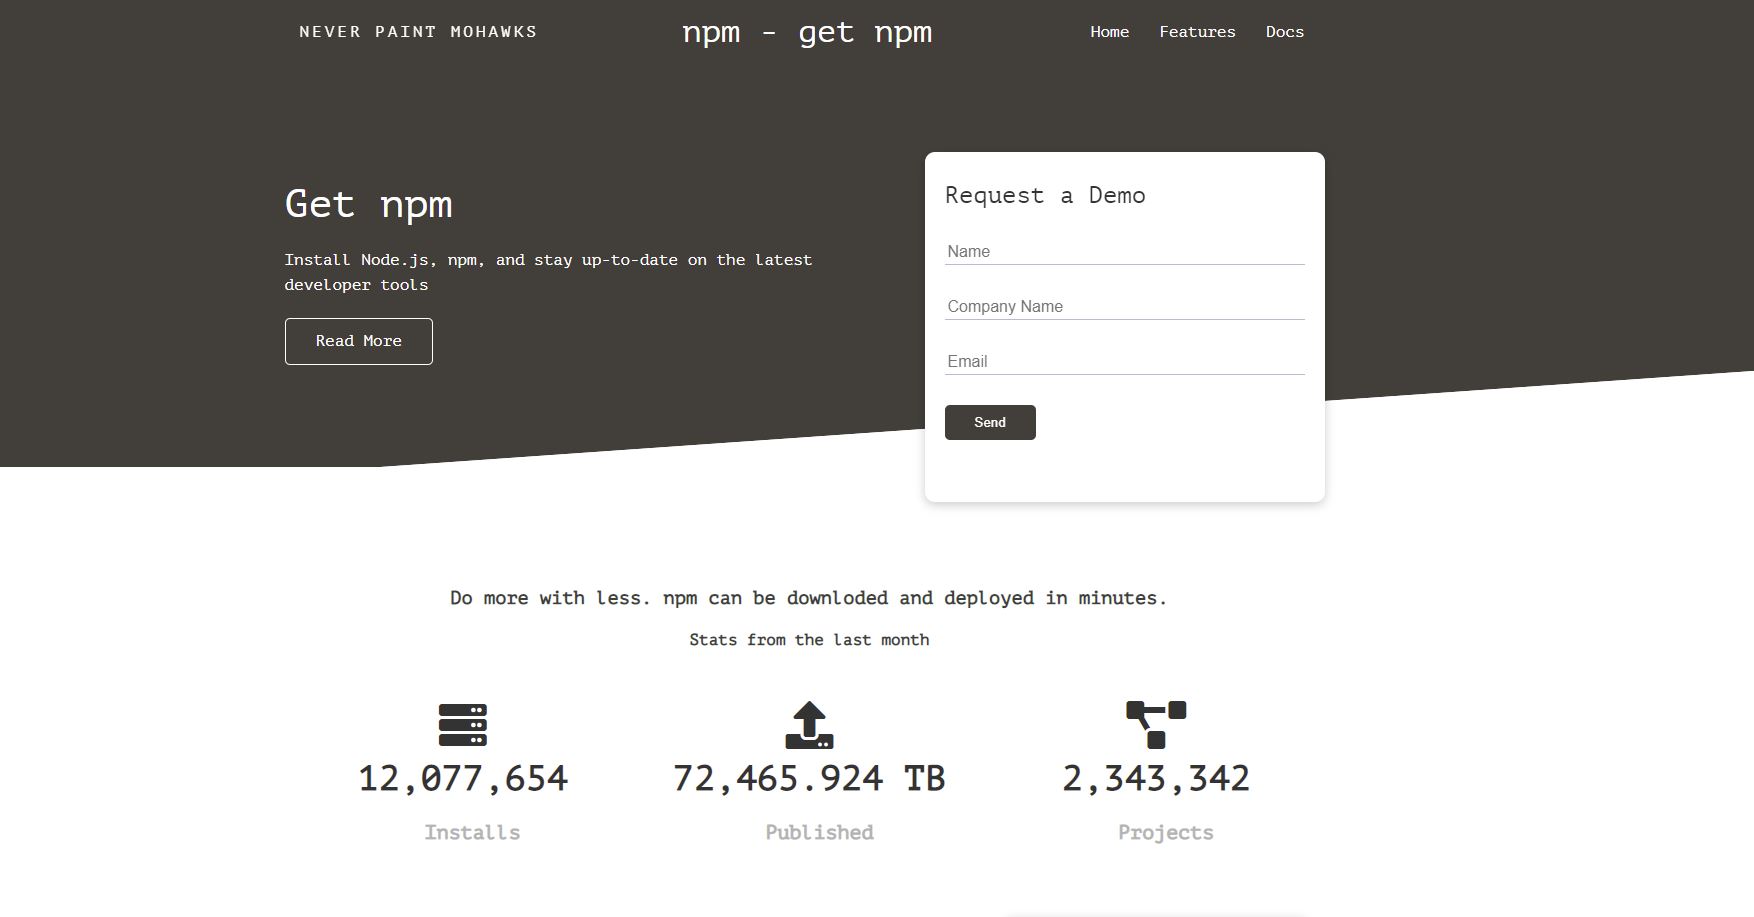 NEVER PAINT MOHAWKS
npm - get npm
Home Features Docs
Get npm
Install Node.js, npm, and stay up-to-date on the latest
developer tools
Read More
Request a Demo
Name
Company Name
Email
Send
Do more with less. npm can be downloded and deployed in minutes.
Stats from the last month
12,077,654
Installs
72,465.924 TB
Published
2,343,342
Projects